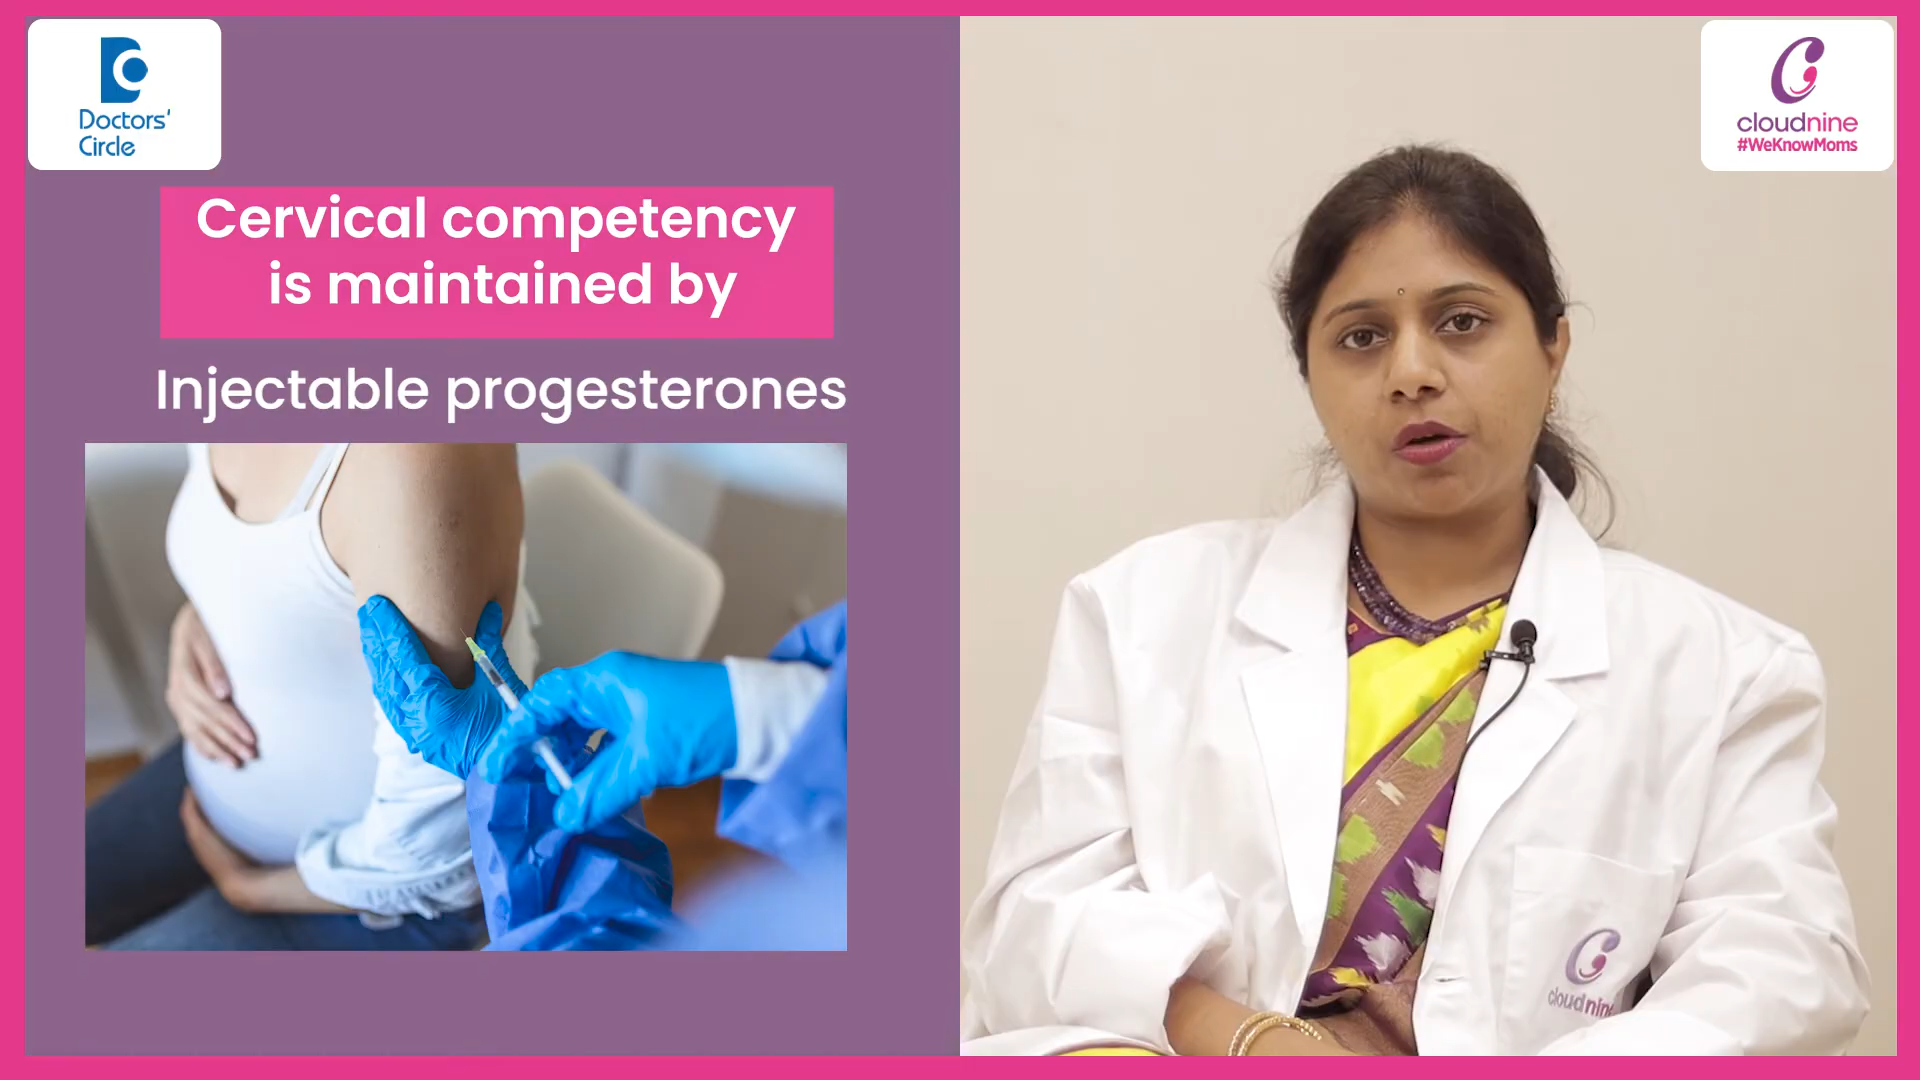 Doctors'
Circle
cloudnine
#WeKnowMoms
Cervical competency
is maintained by
Injectable progesterones
cloudnine